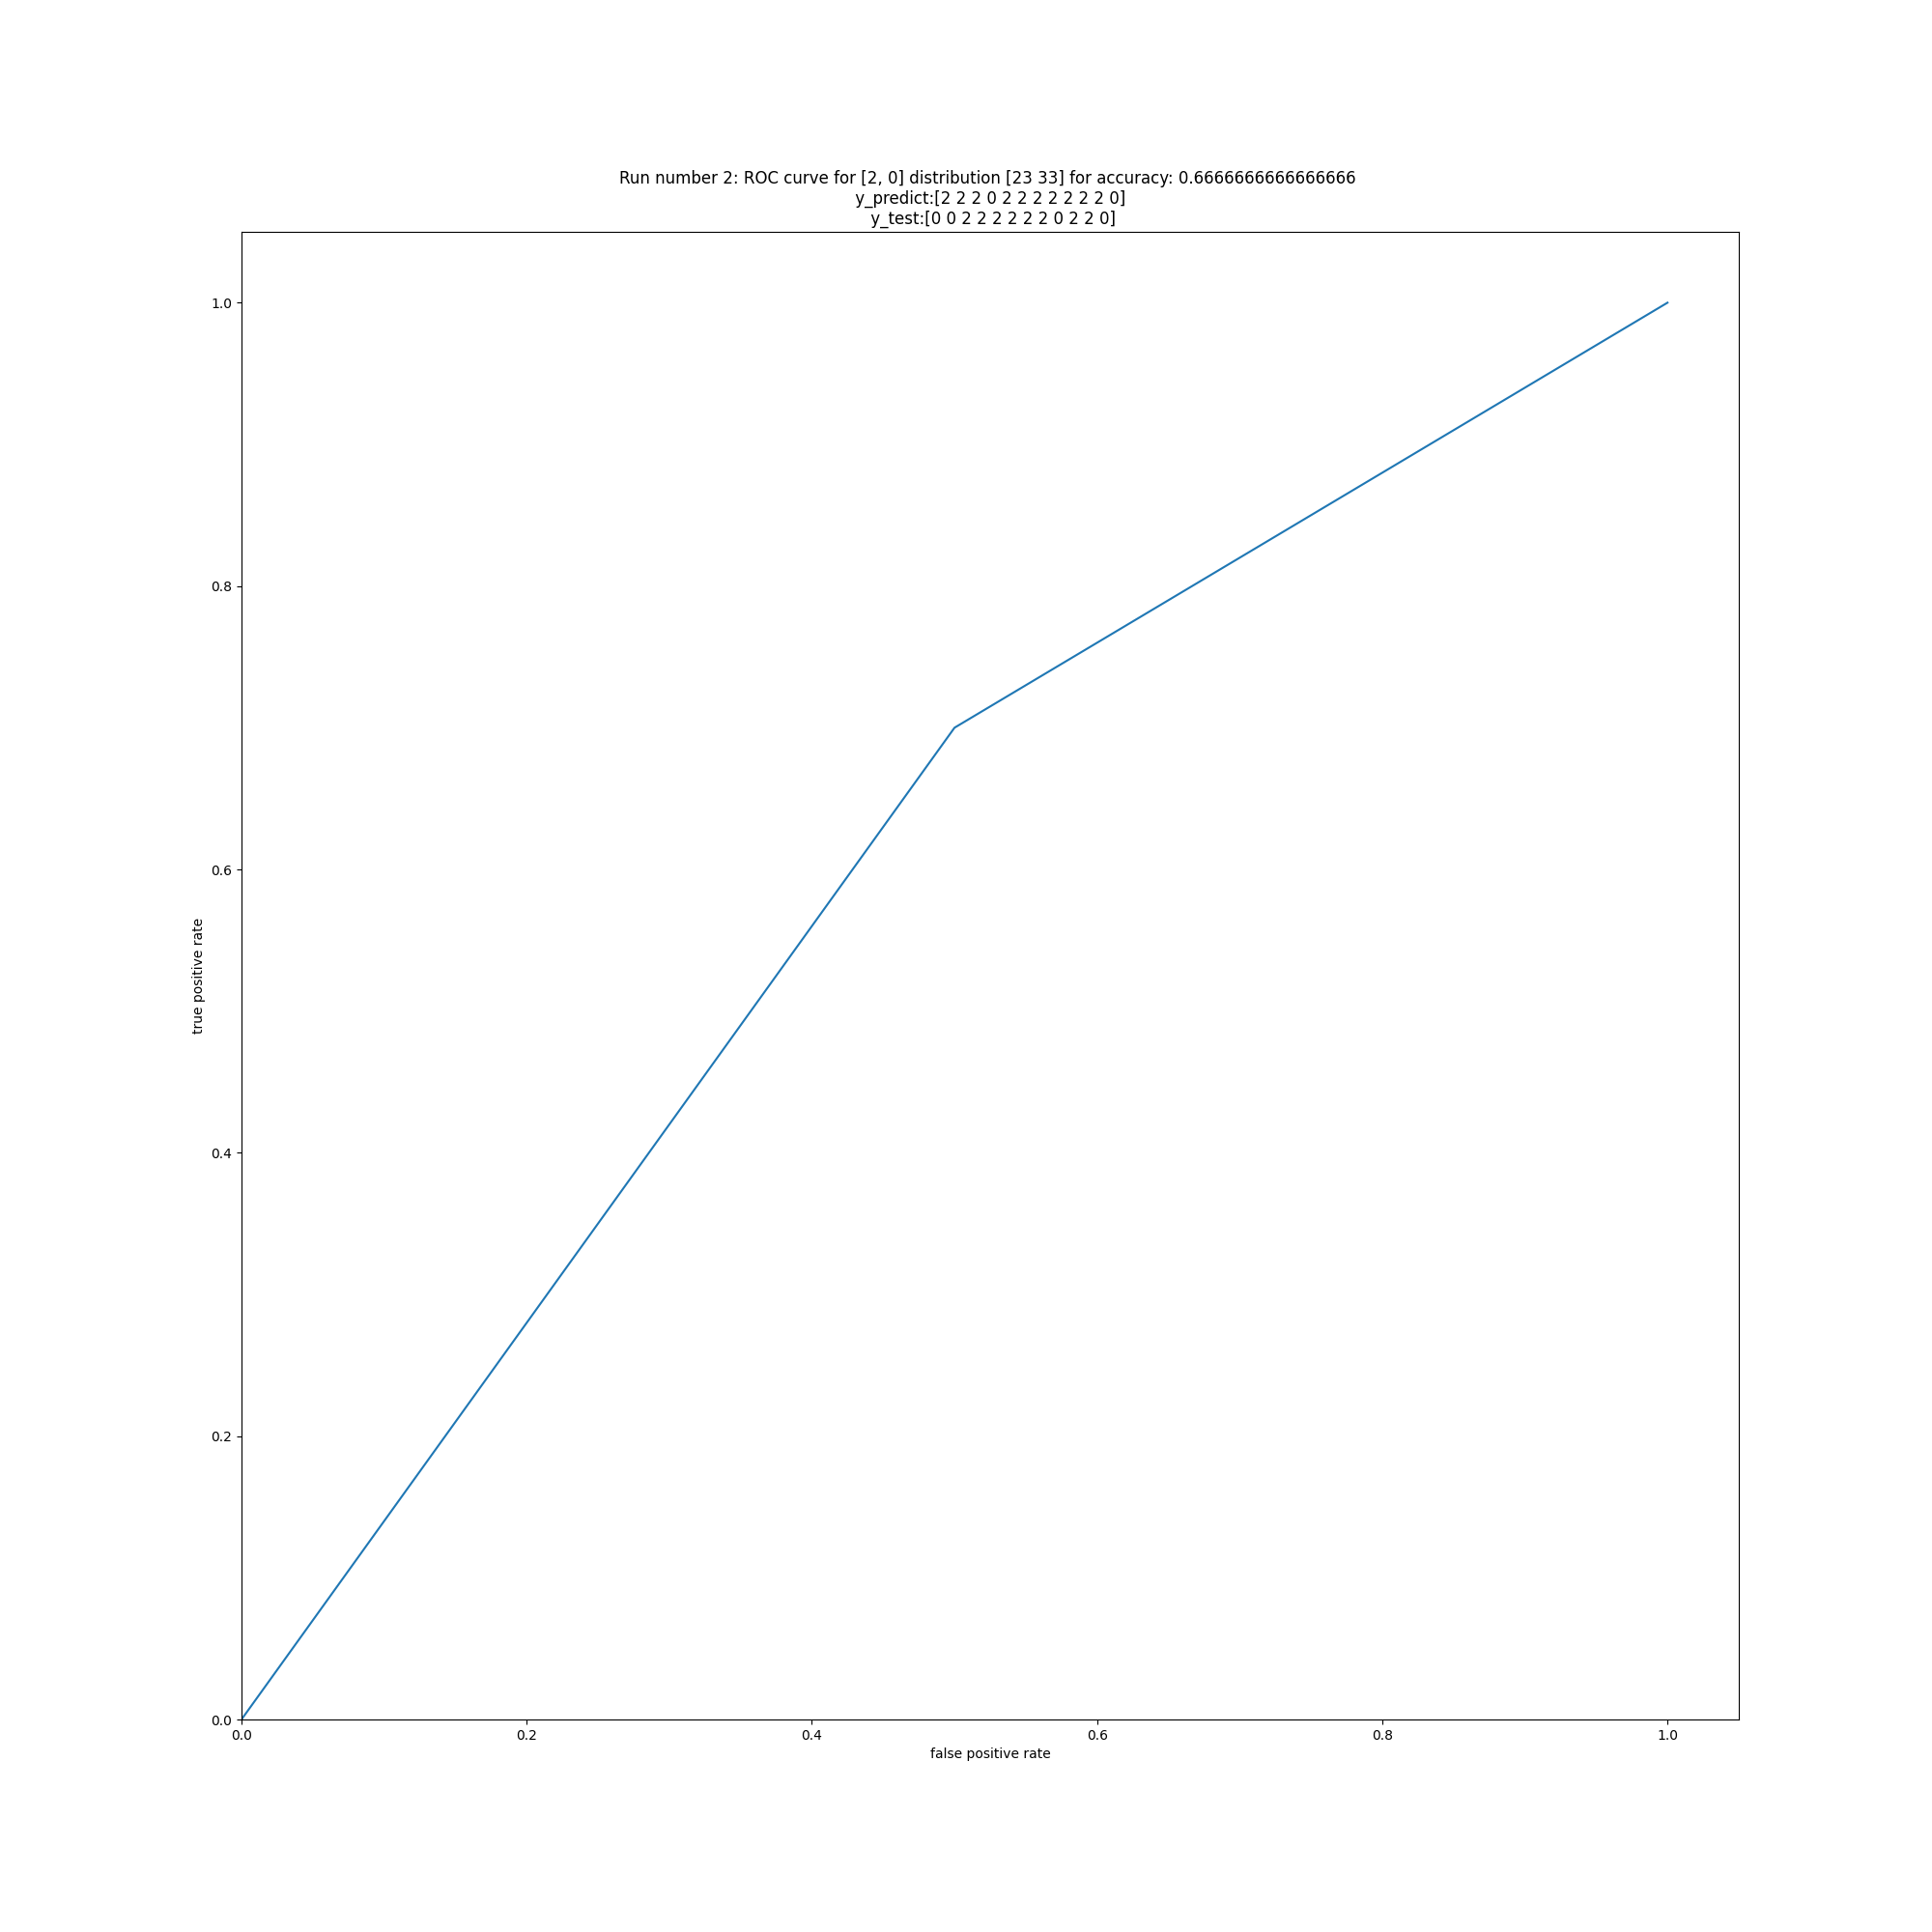 Run number 2: ROC curve for [2, 0] distribution [23 33] for accuracy: 0.6666666666666666
y_predict:[2 2 2 0 2 2 2 2 2 2 2 0]
y_test:[0 0 2 2 2 2 2 2 0 2 2 0]
1.0
0.8
0.6
true positive rate
0.4
0.2
0.0
0.0 0.2 0.4 0.6 0.8 1.0
false positive rate